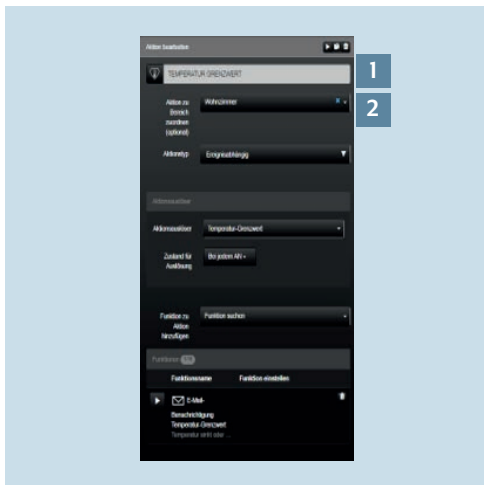 Aktion bearbeiten
TEMPERATUR GRENZWERT
1
Aktion zu
Bereich
zuordnen
(optional)
Wohnzimmer
2
Aktionstyp
Ereignisabhängig
Aktionsauslöser
Aktionsauslöser
Temperatur-Grenzwert
Zustand für
Auslösung
Bei jedem AN
Funktion zu
Aktion
hinzufügen
Funktion suchen
Funktionen
Funktionsname Funktion einstellen
E-Mail-
Benachrichtigung
Temperatur-Grenzwert
Temperatur sinkt oder ...